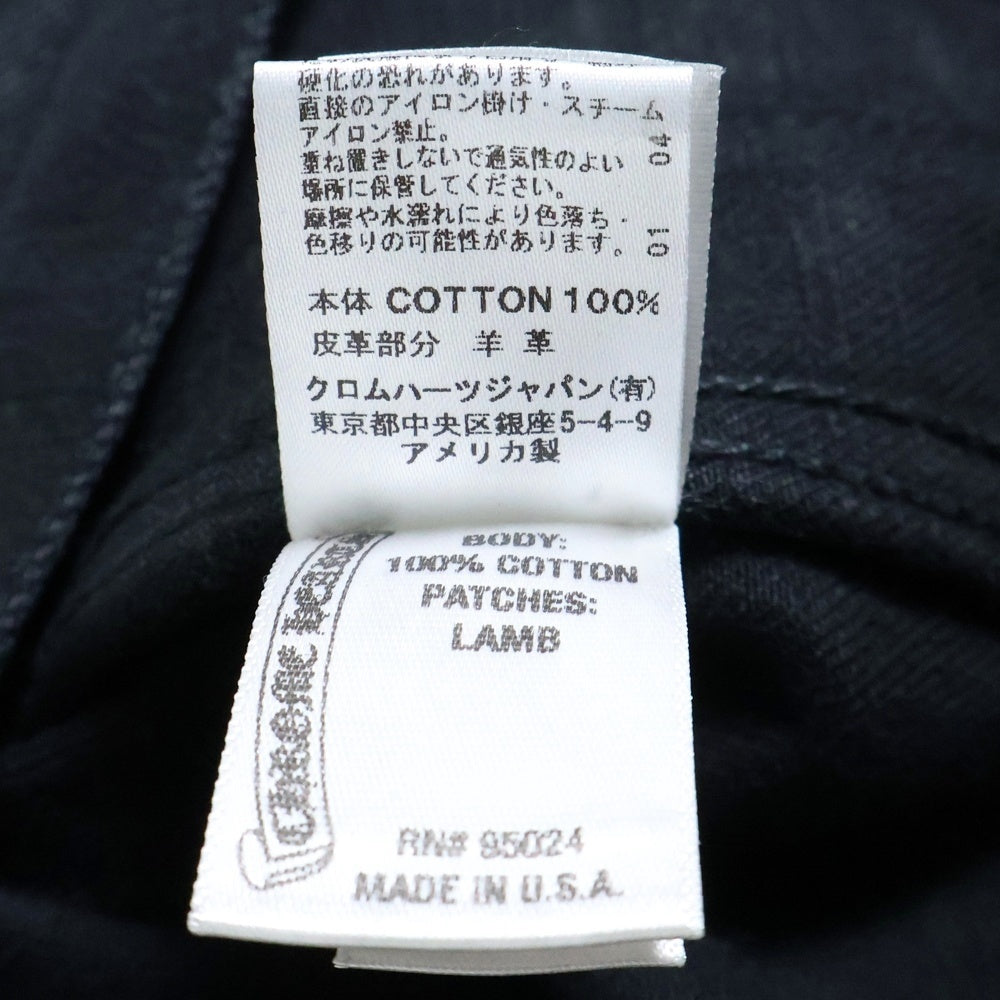 硬化の恐れがあります。
直接のアイロン掛け・スチーム
アイロン禁止。
重ね置きしないで通気性のよい
場所に保管してください。
摩擦や水濡れにより色落ち・
色移りの可能性があります。
01 04
本体 COTTON 100%
皮革部分 羊 革
クロムハーツジャパン(有)
東京都中央区銀座5-4-9
アメリカ製
BODY:
100% COTTON
PATCHES:
LAMB
CHROME HEARTS
RN# 95024
MADE IN U.S.A.